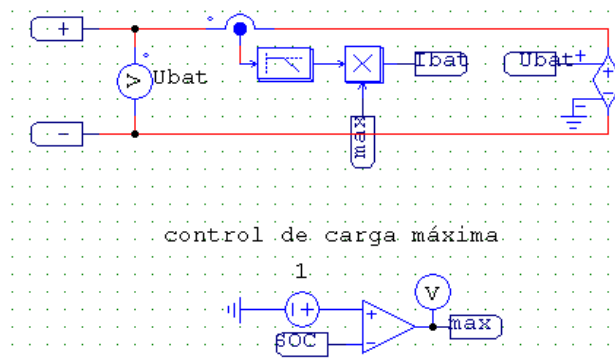 +
Ubat
Ibat
Ubat
+
+
-
-
-
max
control de carga máxima
1
V
+
+
max
SOC
-